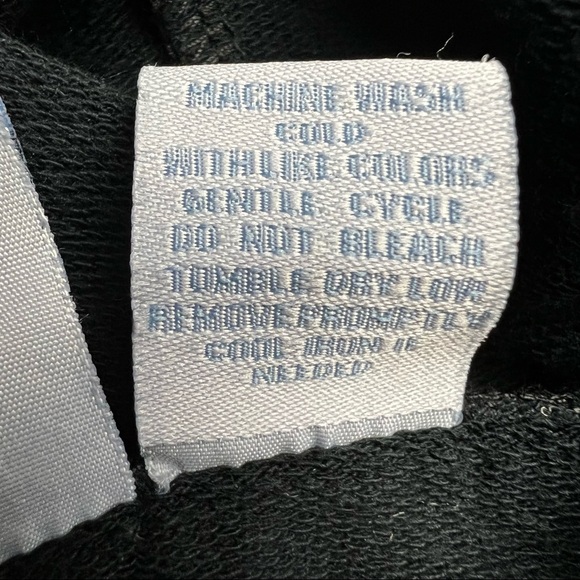 MACHINE WASH
COLD
WITH LIKE COLORS,
GENTLE CYCLE
DO NOT BLEACH
TUMBLE DRY LOW
REMOVE PROMPTLY
COOL IRON IF
NEEDED